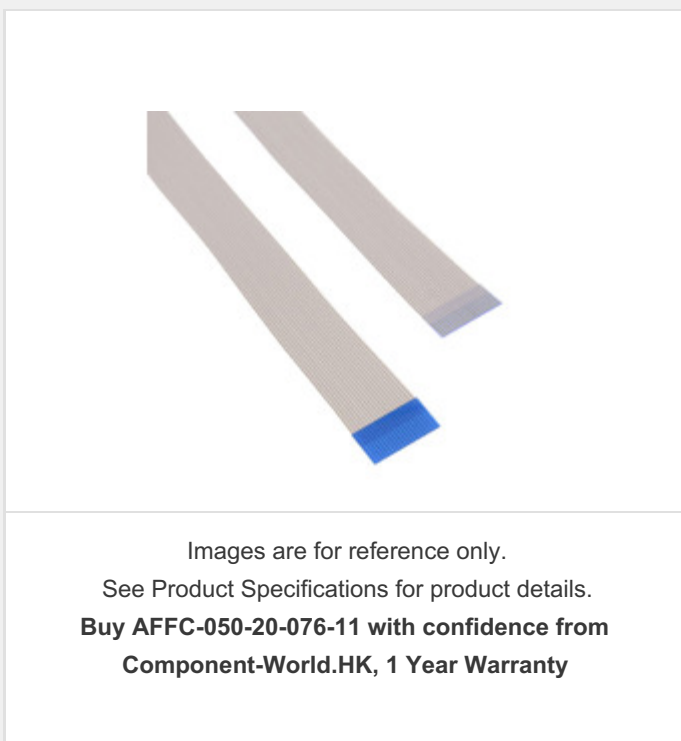 Images are for reference only.
See Product Specifications for product details.
Buy AFFC-050-20-076-11 with confidence from
Component-World.HK, 1 Year Warranty